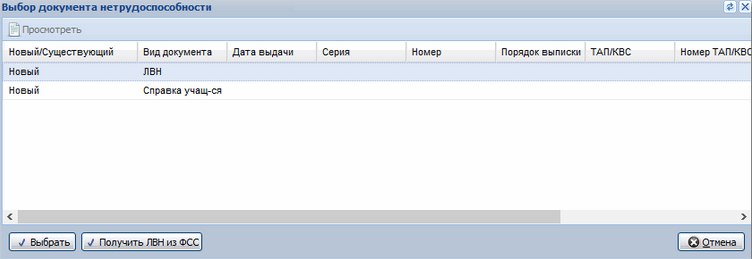 Выбор документа нетрудоспособности
Просмотреть
Новый/Существующий Вид документа Дата выдачи Серия Номер Порядок выписки ТАП/КВС Номер ТАП/КВС
Новый ЛВН
Новый Справка учащ-ся
Выбрать Получить ЛВН из ФСС Отмена